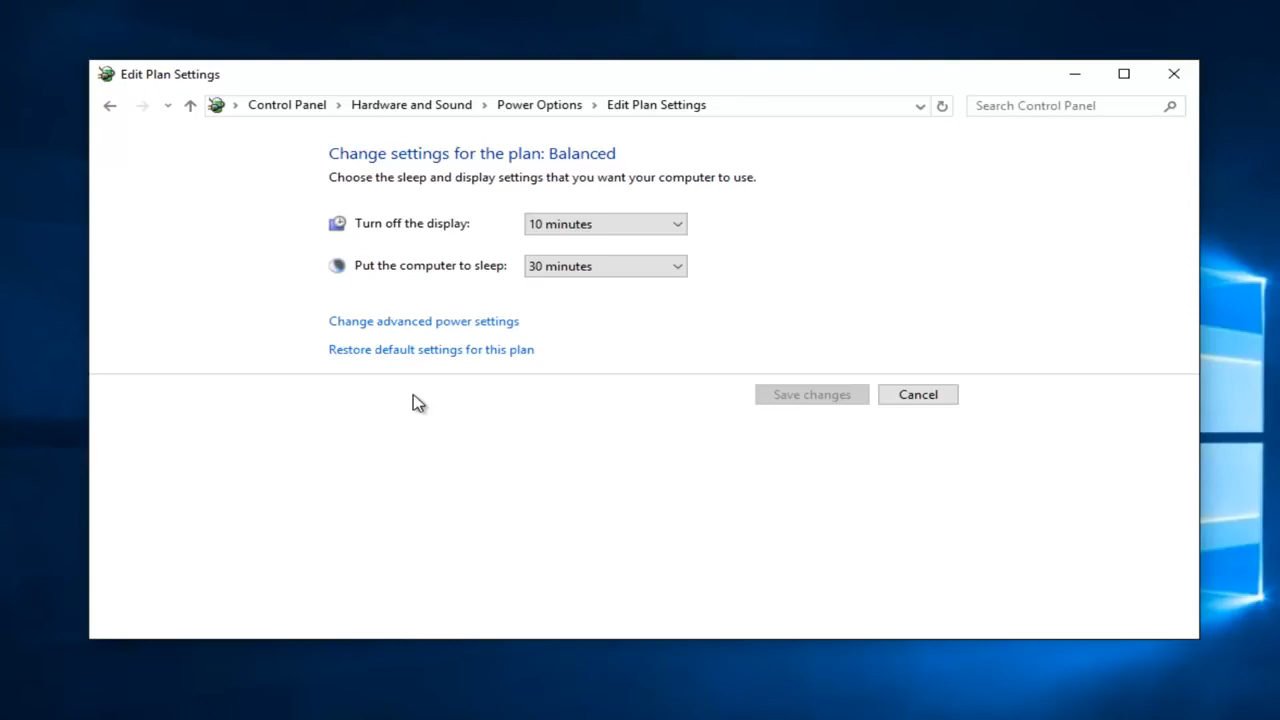 Edit Plan Settings
Control Panel > Hardware and Sound > Power Options > Edit Plan Settings
Search Control Panel
Change settings for the plan: Balanced
Choose the sleep and display settings that you want your computer to use.
Turn off the display: 10 minutes
Put the computer to sleep: 30 minutes
Change advanced power settings
Restore default settings for this plan
Save changes Cancel